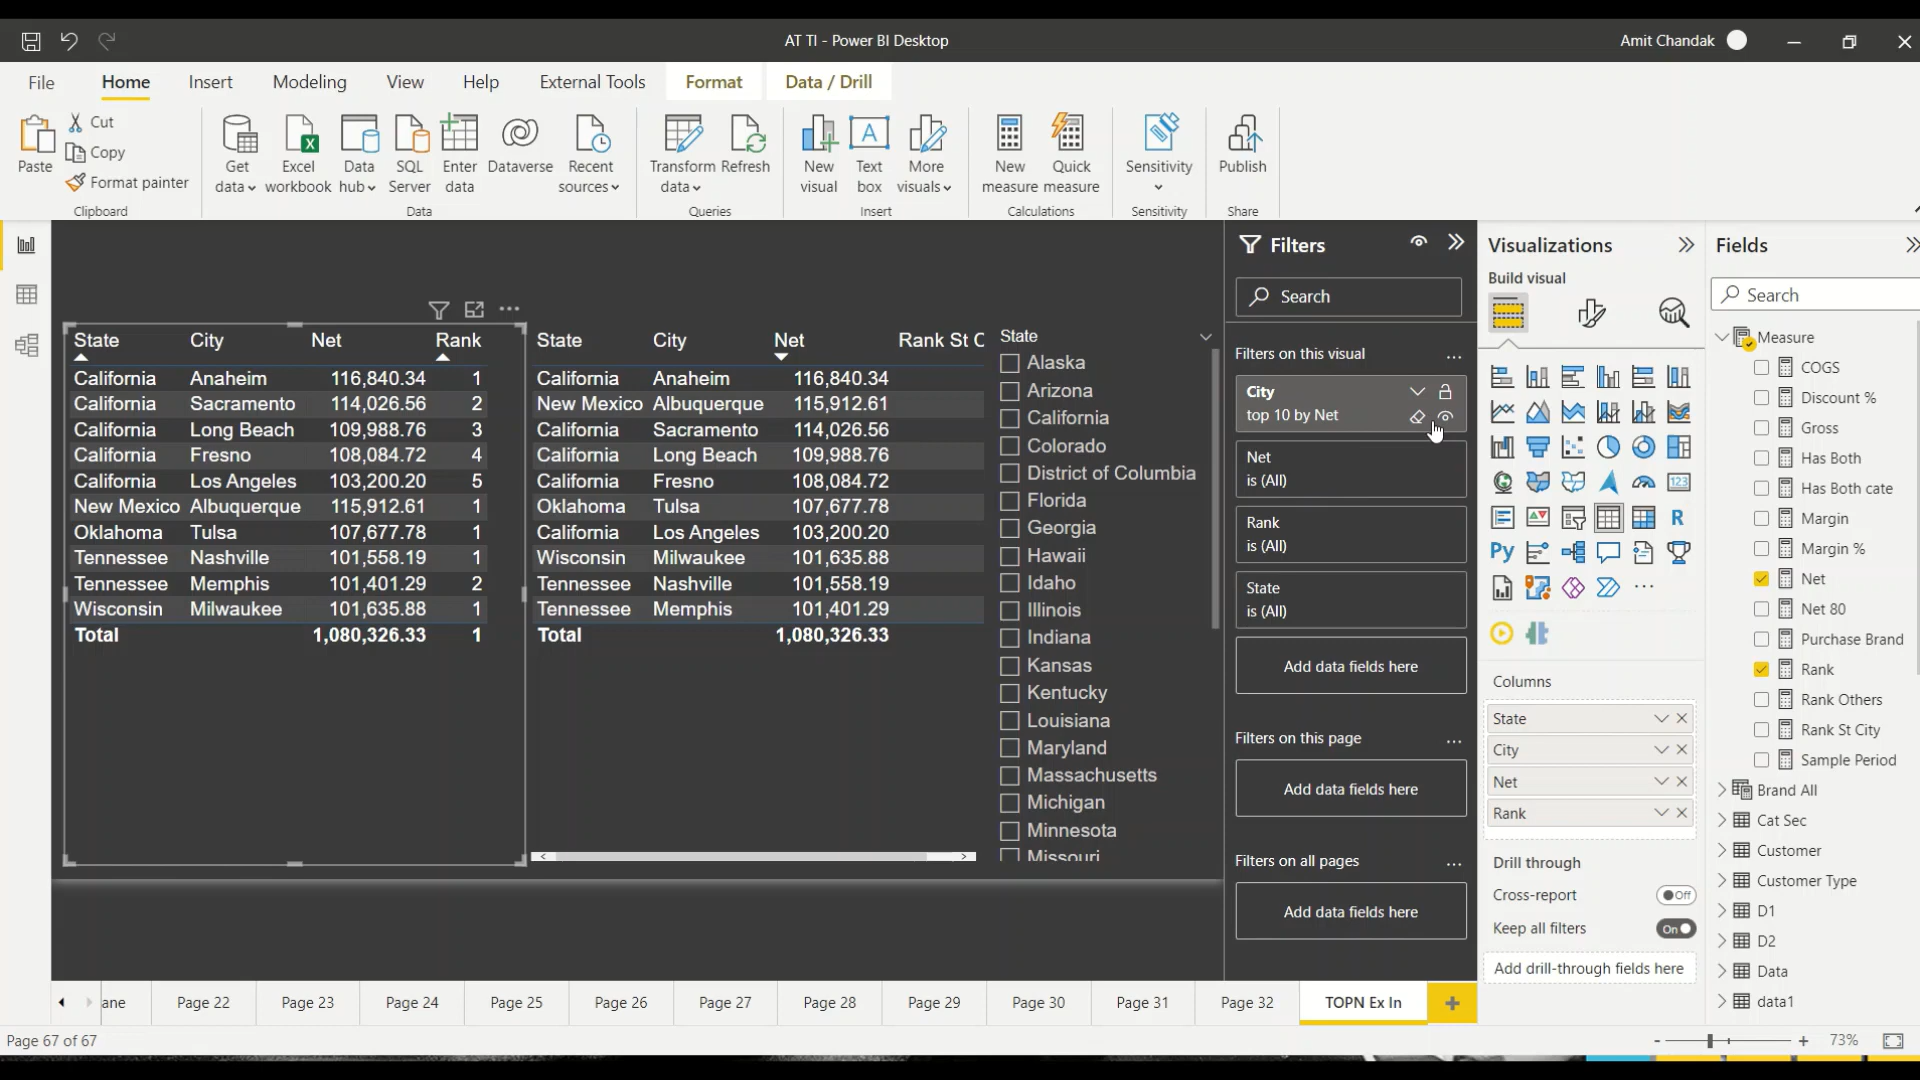 AT TI - Power BI Desktop
Amit Chandak
File Home Insert Modeling View Help External Tools Format Data / Drill
Paste
Cut
Copy
Format painter
Clipboard
Get data
Excel workbook
Data hub
SQL Server
Enter data
Dataverse
Recent sources
Data
Transform data
Refresh
Queries
New visual
Text box
More visuals
Insert
New measure
Quick measure
Calculations
Sensitivity
Sensitivity
Publish
Share
State City Net Rank
California Anaheim 116,840.34 1
California Sacramento 114,026.56 2
California Long Beach 109,988.76 3
California Fresno 108,084.72 4
California Los Angeles 103,200.20 5
New Mexico Albuquerque 115,912.61 1
Oklahoma Tulsa 107,677.78 1
Tennessee Nashville 101,558.19 1
Tennessee Memphis 101,401.29 2
Wisconsin Milwaukee 101,635.88 1
Total 1,080,326.33 1
State City Net Rank St C
California Anaheim 116,840.34
New Mexico Albuquerque 115,912.61
California Sacramento 114,026.56
California Long Beach 109,988.76
California Fresno 108,084.72
Oklahoma Tulsa 107,677.78
California Los Angeles 103,200.20
Wisconsin Milwaukee 101,635.88
Tennessee Nashville 101,558.19
Tennessee Memphis 101,401.29
Total 1,080,326.33
State
Alaska
Arizona
California
Colorado
District of Columbia
Florida
Georgia
Hawaii
Idaho
Illinois
Indiana
Kansas
Kentucky
Louisiana
Maryland
Massachusetts
Michigan
Minnesota
Missouri
Filters
Search
Filters on this visual ...
City
top 10 by Net
Net
is (All)
Rank
is (All)
State
is (All)
Add data fields here
Filters on this page ...
Add data fields here
Filters on all pages ...
Add data fields here
Visualizations
Build visual
123
R
Py
...
Columns
State
City
Net
Rank
Drill through
Cross-report Off
Keep all filters On
Add drill-through fields here
Fields
Search
Measure
COGS
Discount %
Gross
Has Both
Has Both cate
Margin
Margin %
Net
Net 80
Purchase Brand
Rank
Rank Others
Rank St City
Sample Period
Brand All
Cat Sec
Customer
Customer Type
D1
D2
Data
data1
ane Page 22 Page 23 Page 24 Page 25 Page 26 Page 27 Page 28 Page 29 Page 30 Page 31 Page 32 TOPN Ex In +
Page 67 of 67
- + 73%